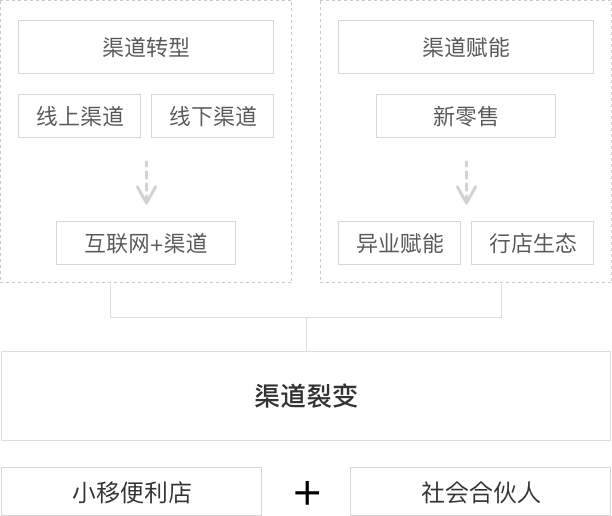 渠道转型
渠道赋能
线上渠道
线下渠道
新零售
互联网+渠道
异业赋能
行店生态
渠道裂变
小移便利店
+
社会合伙人